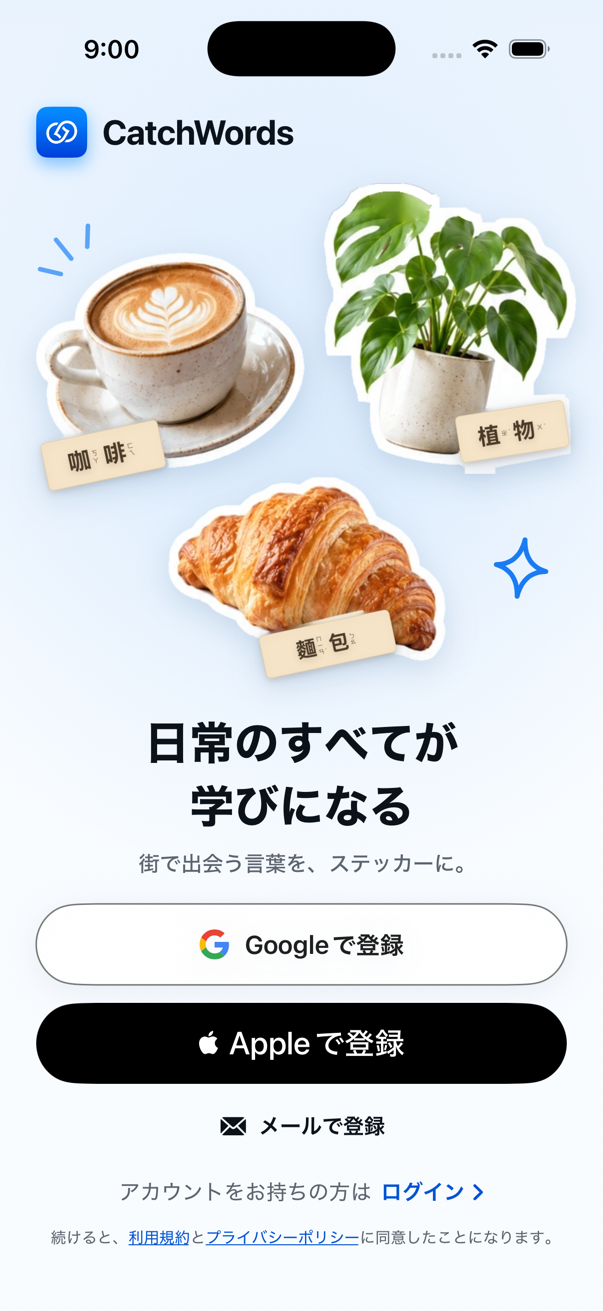 9:00
CatchWords
植物
咖啡
麵包
日常のすべてが
学びになる
街で出会う言葉を、ステッカーに。
Googleで登録
Appleで登録
メールで登録
アカウントをお持ちの方は ログイン
続けると、利用規約とプライバシーポリシーに同意したことになります。